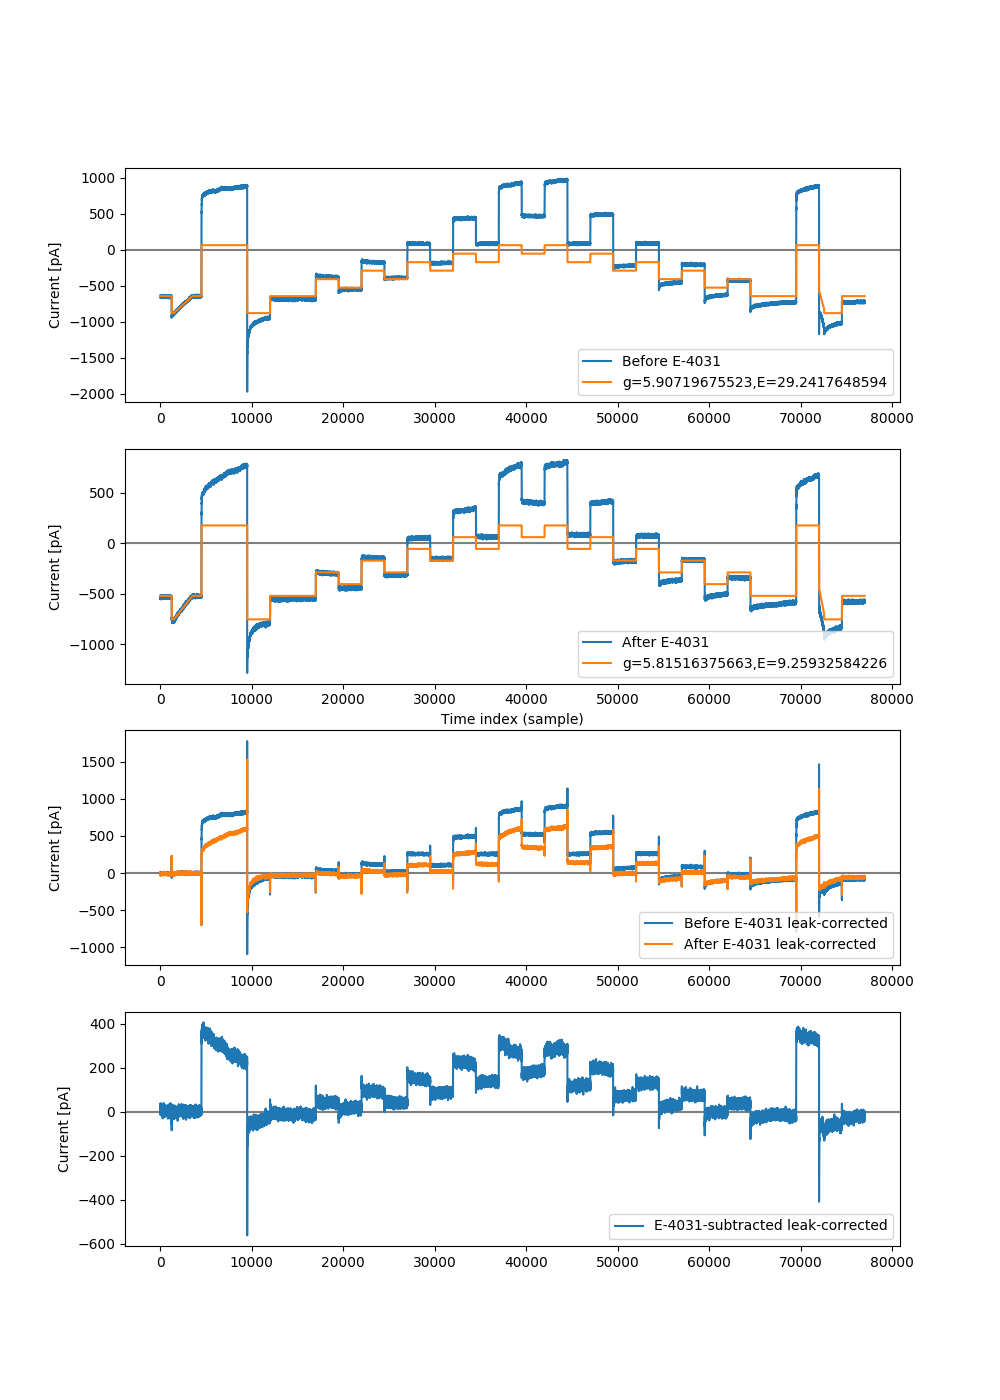 1000
500
0
−500
−1000
−1500
−2000
Current [pA]
Before E-4031
g=5.90719675523,E=29.2417648594
0 10000 20000 30000 40000 50000 60000 70000 80000
500
0
−500
−1000
Current [pA]
After E-4031
g=5.81516375663,E=9.25932584226
0 10000 20000 30000 40000 50000 60000 70000 80000
Time index (sample)
1500
1000
500
0
−500
−1000
Current [pA]
Before E-4031 leak-corrected
After E-4031 leak-corrected
0 10000 20000 30000 40000 50000 60000 70000 80000
400
200
0
−200
−400
−600
Current [pA]
E-4031-subtracted leak-corrected
0 10000 20000 30000 40000 50000 60000 70000 80000